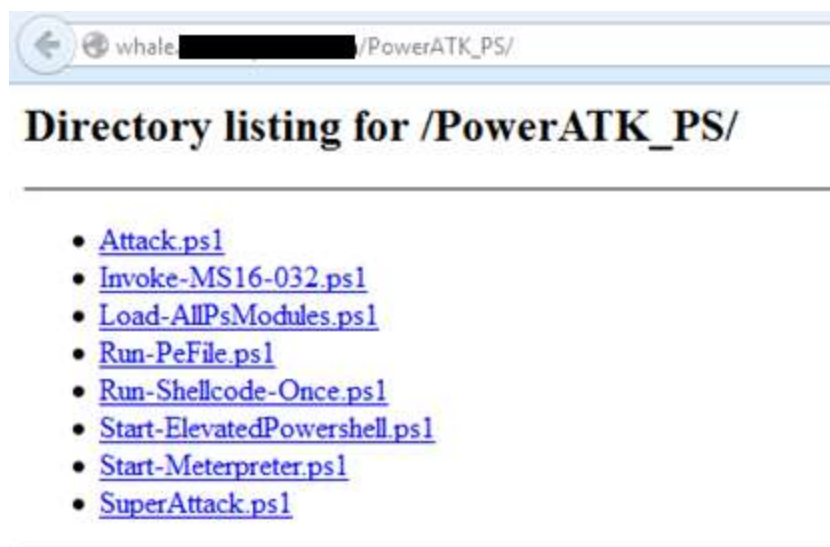 whale. /PowerATK_PS/
Directory listing for /PowerATK_PS/
Attack.ps1
Invoke-MS16-032.ps1
Load-AllPsModules.ps1
Run-PeFile.ps1
Run-Shellcode-Once.ps1
Start-ElevatedPowershell.ps1
Start-Meterpreter.ps1
SuperAttack.ps1